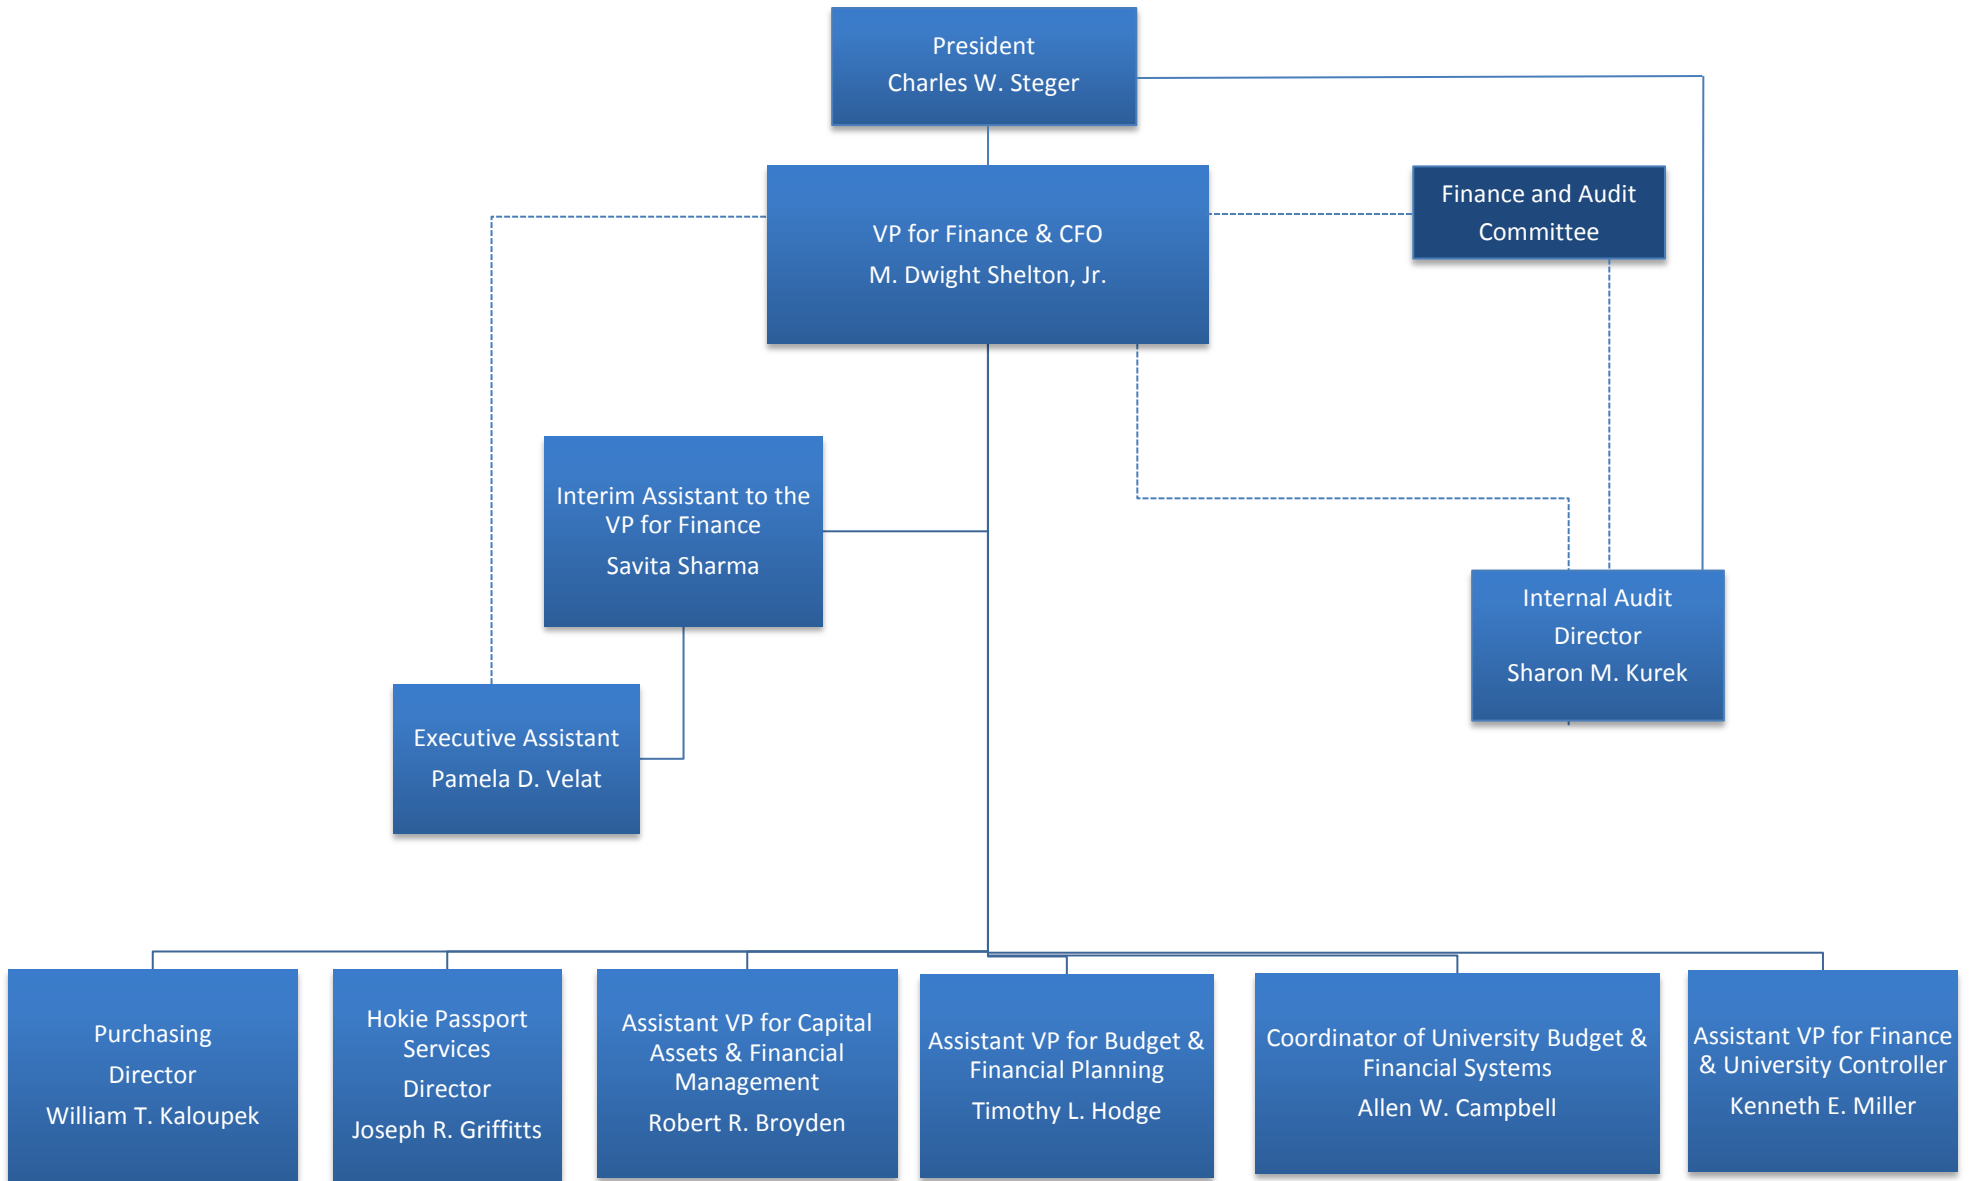 President
Charles W. Steger
VP for Finance & CFO
M. Dwight Shelton, Jr.
Finance and Audit
Committee
Interim Assistant to the
VP for Finance
Savita Sharma
Internal Audit
Director
Sharon M. Kurek
Executive Assistant
Pamela D. Velat
Purchasing
Director
William T. Kaloupek
Hokie Passport
Services
Director
Joseph R. Griffitts
Assistant VP for Capital
Assets & Financial
Management
Robert R. Broyden
Assistant VP for Budget &
Financial Planning
Timothy L. Hodge
Coordinator of University Budget &
Financial Systems
Allen W. Campbell
Assistant VP for Finance
& University Controller
Kenneth E. Miller